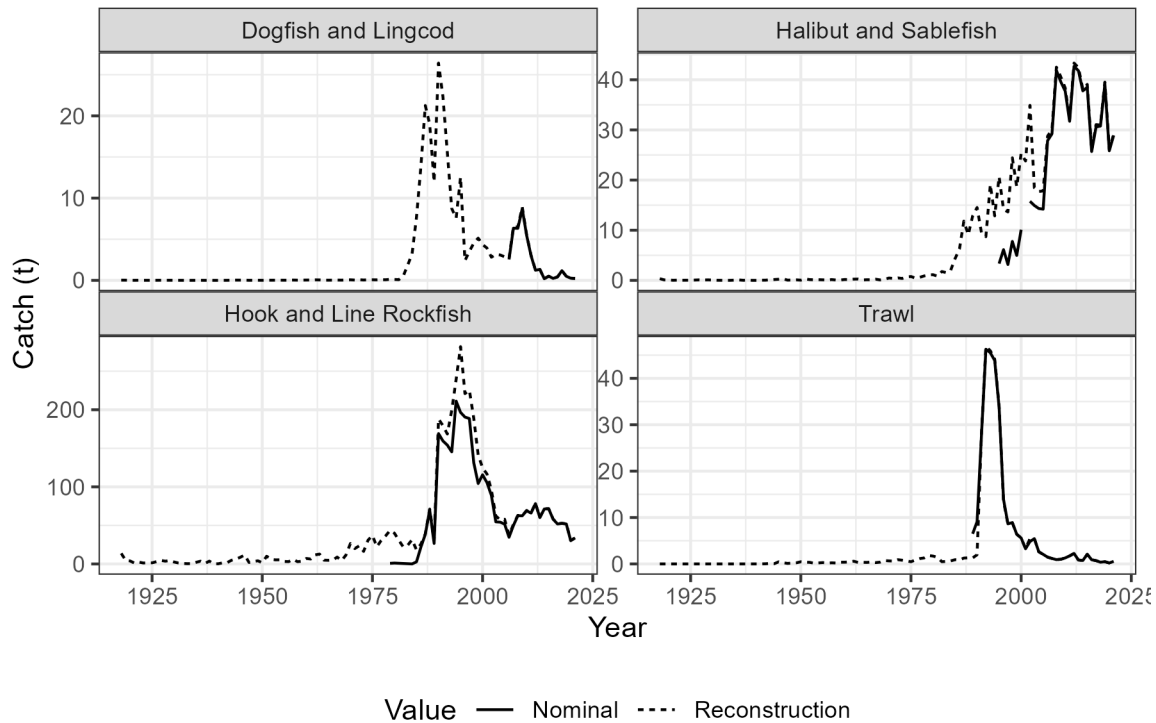 Dogfish and Lingcod
Halibut and Sablefish
20
10
0
40
30
20
10
0
Hook and Line Rockfish
Trawl
200
100
0
40
30
20
10
0
1925 1950 1975 2000 2025
1925 1950 1975 2000 2025
Catch (t)
Year
Value Nominal Reconstruction